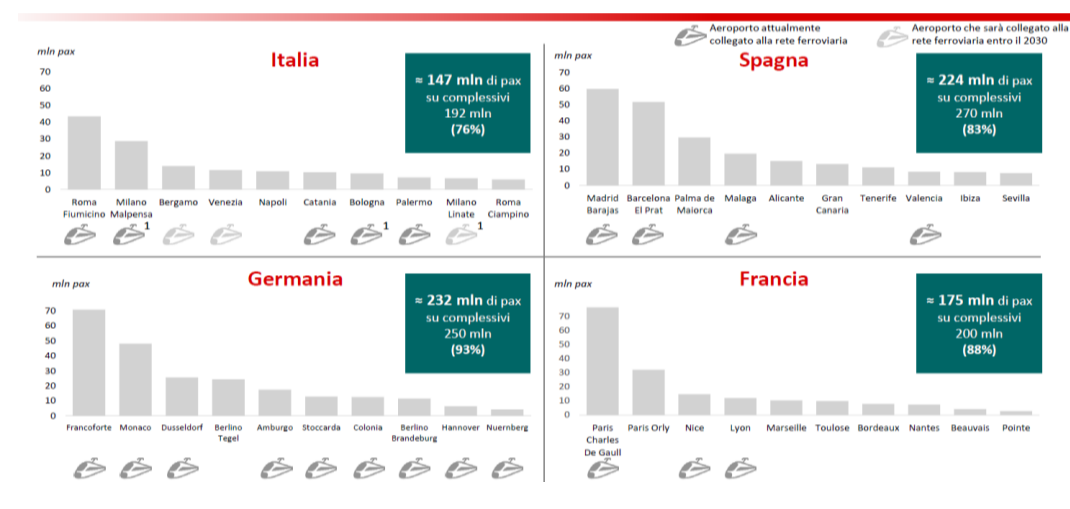 Aeroporto attualmente
collegato alla rete ferroviaria
Aeroporto che sarà collegato alla
rete ferroviaria entro il 2030
mln pax
Italia
70
60
50
40
30
20
10
0
≈ 147 mln di pax
su complessivi
192 mln
(76%)
Roma
Fiumicino
Milano
Malpensa
Bergamo
Venezia
Napoli
Catania
Bologna
Palermo
Milano
Linate
Roma
Ciampino
1
1
1
mln pax
Spagna
70
60
50
40
30
20
10
0
≈ 224 mln di pax
su complessivi
270 mln
(83%)
Madrid
Barajas
Barcelona
El Prat
Palma de
Maiorca
Malaga
Alicante
Gran
Canaria
Tenerife
Valencia
Ibiza
Sevilla
mln pax
Germania
70
60
50
40
30
20
10
0
≈ 232 mln di pax
su complessivi
250 mln
(93%)
Francoforte
Monaco
Dusseldorf
Berlino
Tegel
Amburgo
Stoccarda
Colonia
Berlino
Brandeburg
Hannover
Nuernberg
mln pax
Francia
70
60
50
40
30
20
10
0
≈ 175 mln di pax
su complessivi
200 mln
(88%)
Paris
Charles
De Gaull
Paris Orly
Nice
Lyon
Marseille
Toulose
Bordeaux
Nantes
Beauvais
Pointe